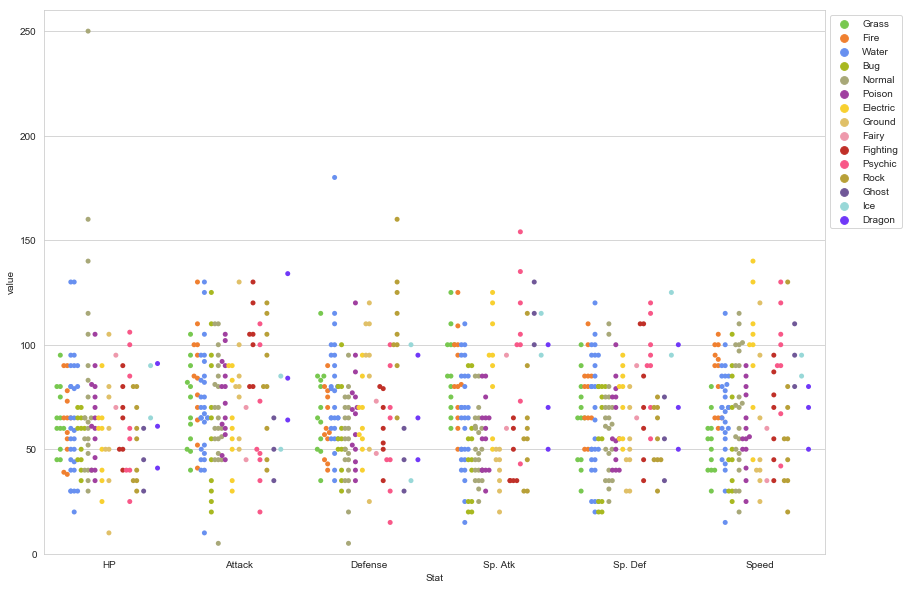 250
200
150
100
50
0
value
HP Attack Defense Sp. Atk Sp. Def Speed
Stat
Grass
Fire
Water
Bug
Normal
Poison
Electric
Ground
Fairy
Fighting
Psychic
Rock
Ghost
Ice
Dragon